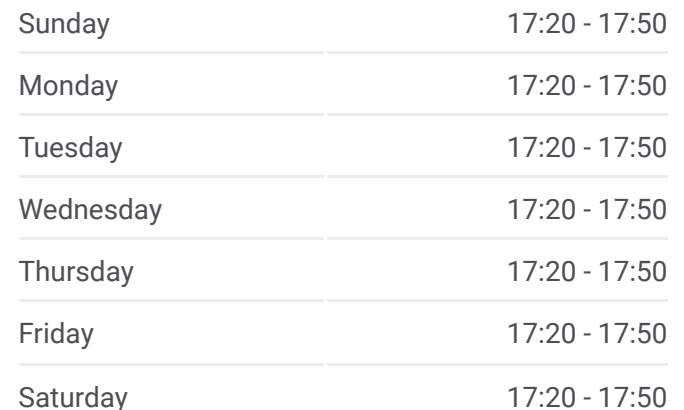 Sunday 17:20 - 17:50
Monday 17:20 - 17:50
Tuesday 17:20 - 17:50
Wednesday 17:20 - 17:50
Thursday 17:20 - 17:50
Friday 17:20 - 17:50
Saturday 17:20 - 17:50